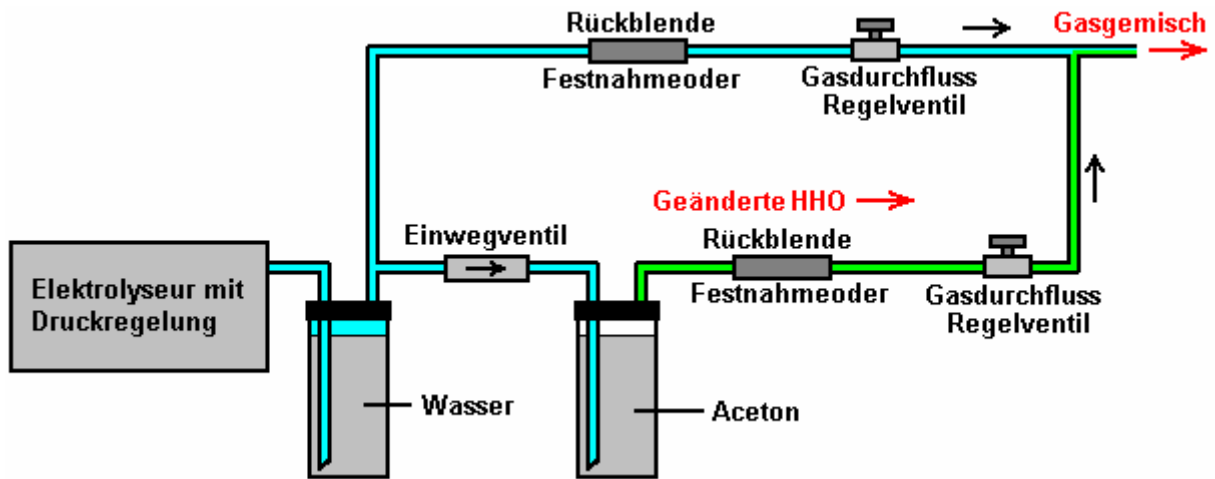 Rückblende
Festnahmeoder
Gasdurchfluss
Regelventil
Gasgemisch
Geänderte HHO
Einwegventil
Rückblende
Festnahmeoder
Gasdurchfluss
Regelventil
Elektrolyseur mit
Druckregelung
Wasser
Aceton